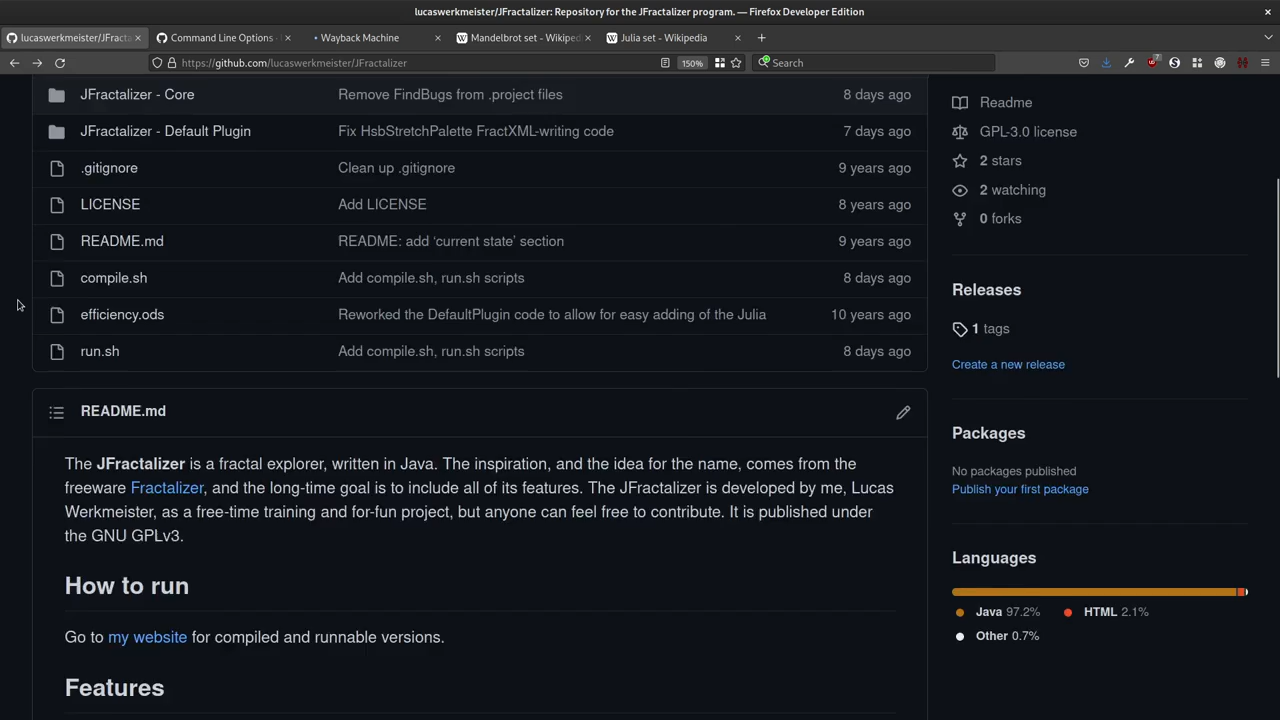 lucaswerkmeister/JFractalizer: Repository for the JFractalizer program. — Firefox Developer Edition
lucaswerkmeister/JFracta
Command Line Options ·
Wayback Machine
Mandelbrot set - Wikiped
Julia set - Wikipedia
https://github.com/lucaswerkmeister/JFractalizer
150%
Search
7
JFractalizer - Core Remove FindBugs from .project files 8 days ago
JFractalizer - Default Plugin Fix HsbStretchPalette FractXML-writing code 7 days ago
.gitignore Clean up .gitignore 9 years ago
LICENSE Add LICENSE 8 years ago
README.md README: add ‘current state’ section 9 years ago
compile.sh Add compile.sh, run.sh scripts 8 days ago
efficiency.ods Reworked the DefaultPlugin code to allow for easy adding of the Julia 10 years ago
run.sh Add compile.sh, run.sh scripts 8 days ago
README.md
The JFractalizer is a fractal explorer, written in Java. The inspiration, and the idea for the name, comes from the
freeware Fractalizer, and the long-time goal is to include all of its features. The JFractalizer is developed by me, Lucas
Werkmeister, as a free-time training and for-fun project, but anyone can feel free to contribute. It is published under
the GNU GPLv3.
How to run
Go to my website for compiled and runnable versions.
Features
Readme
GPL-3.0 license
2 stars
2 watching
0 forks
Releases
1 tags
Create a new release
Packages
No packages published
Publish your first package
Languages
Java 97.2% HTML 2.1%
Other 0.7%